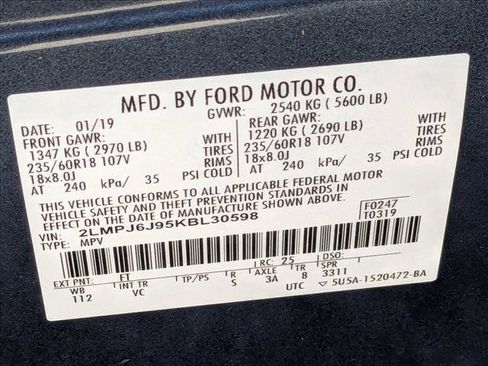 MFD. BY FORD MOTOR CO.
DATE: 01/19 GVWR: 2540 KG ( 5600 LB)
FRONT GAWR: REAR GAWR:
1347 KG ( 2970 LB) WITH 1220 KG ( 2690 LB) WITH
235/60R18 107V TIRES 235/60R18 107V TIRES
18x8.0J RIMS 18x8.0J RIMS
AT 240 kPa/ 35 PSI COLD AT 240 kPa/ 35 PSI COLD
THIS VEHICLE CONFORMS TO ALL APPLICABLE FEDERAL MOTOR
VEHICLE SAFETY AND THEFT PREVENTION STANDARDS IN
EFFECT ON THE DATE OF MANUFACTURE SHOWN ABOVE. F0247
VIN: 2LMPJ6J95KBL30598 T0319
TYPE: MPV
EXT PNT: FT RC: 25 DSO:
WB INT TR TP/PS R AXLE TR SPR
112 VC S 3A 8 3311
UTC ▽5U5A-1520472-BA